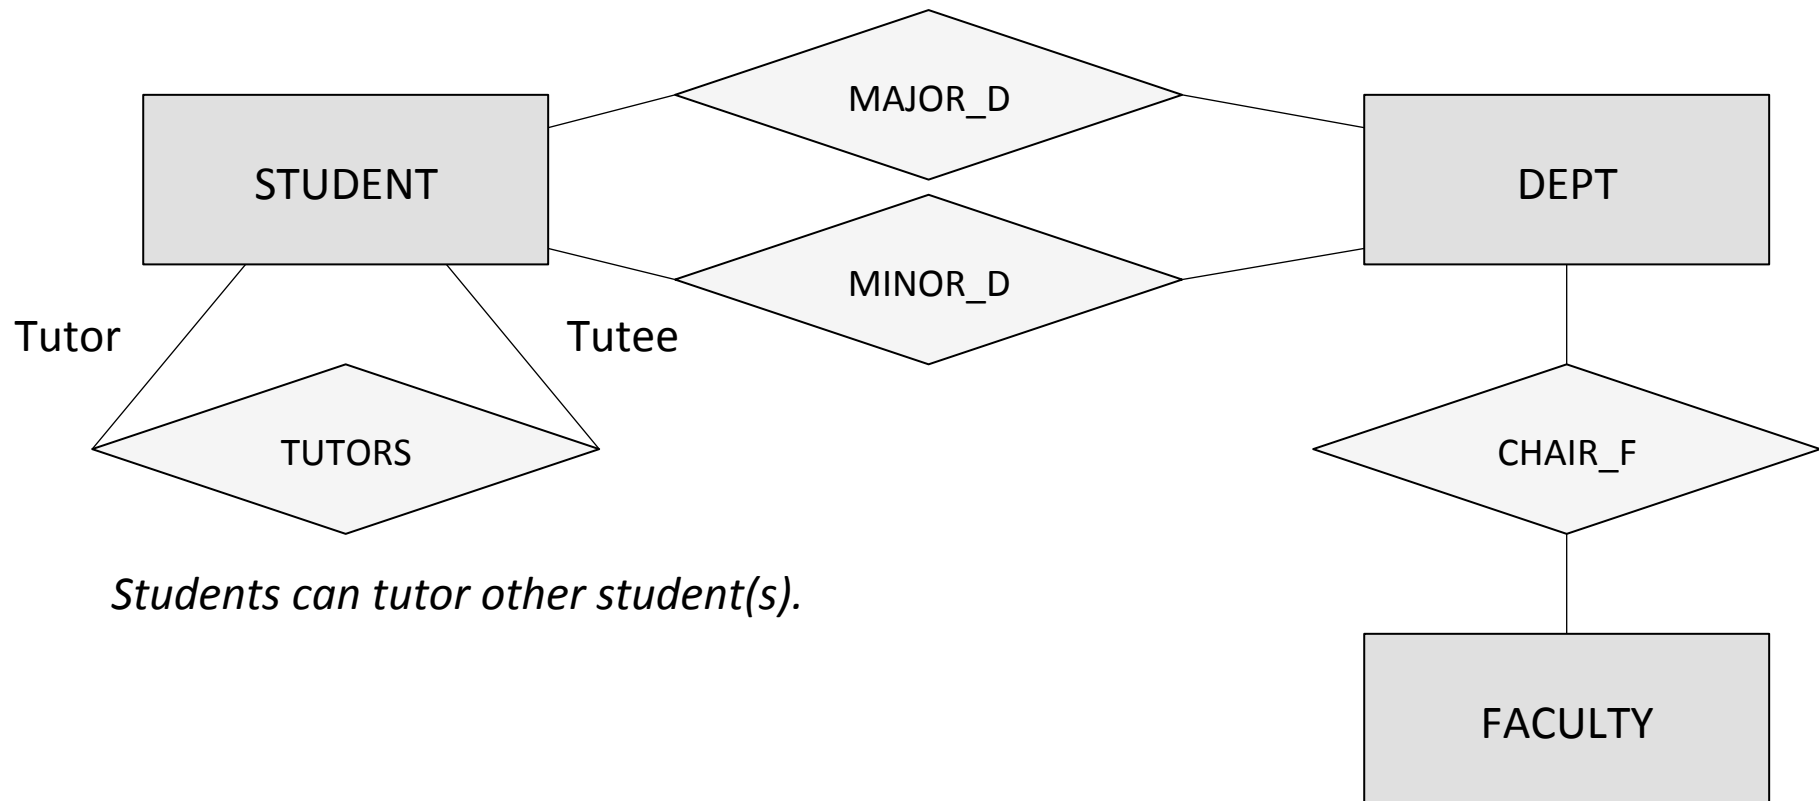 MAJOR_D
STUDENT
DEPT
MINOR_D
Tutor
Tutee
TUTORS
CHAIR_F
Students can tutor other student(s).
FACULTY